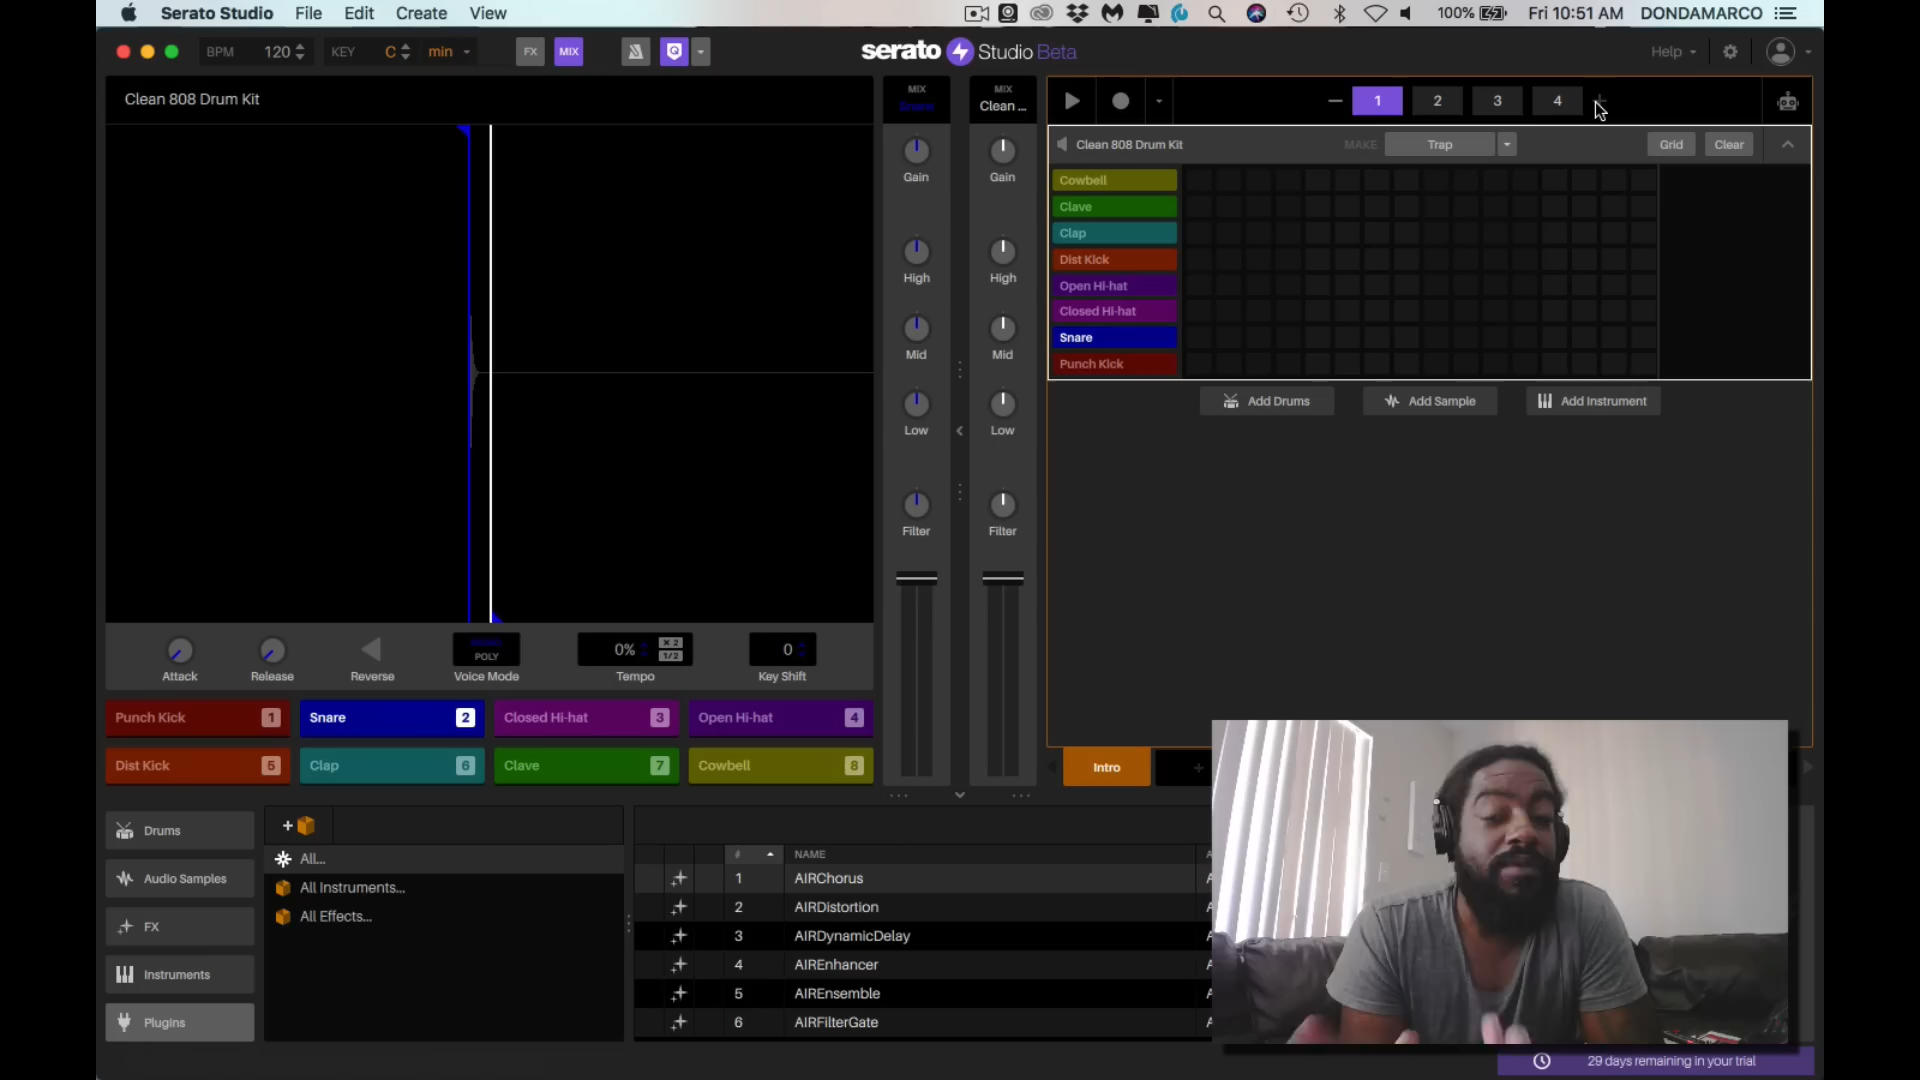 Serato Studio File Edit Create View 100% Fri 10:51 AM DONDAMARCO
BPM 120 KEY C min FX MIX serato Studio Beta Help
Clean 808 Drum Kit
MIX
Snare
MIX
Clean ...
1 2 3 4
Clean 808 Drum Kit MAKE Trap Grid Clear
Cowbell
Clave
Clap
Dist Kick
Open Hi-hat
Closed Hi-hat
Snare
Punch Kick
Add Drums Add Sample Add Instrument
Gain Gain
High High
Mid Mid
Low Low
Filter Filter
POLY 0% x 2 1/2 0
Attack Release Reverse Voice Mode Tempo Key Shift
Punch Kick 1 Snare 2 Closed Hi-hat 3 Open Hi-hat 4
Dist Kick 5 Clap 6 Clave 7 Cowbell 8
Intro +
Drums
Audio Samples
FX
Instruments
Plugins
+
All...
All Instruments...
All Effects...
# NAME A
1 AIRChorus A
2 AIRDistortion A
3 AIRDynamicDelay A
4 AIREnhancer A
5 AIREnsemble A
6 AIRFilterGate A
29 days remaining in your trial